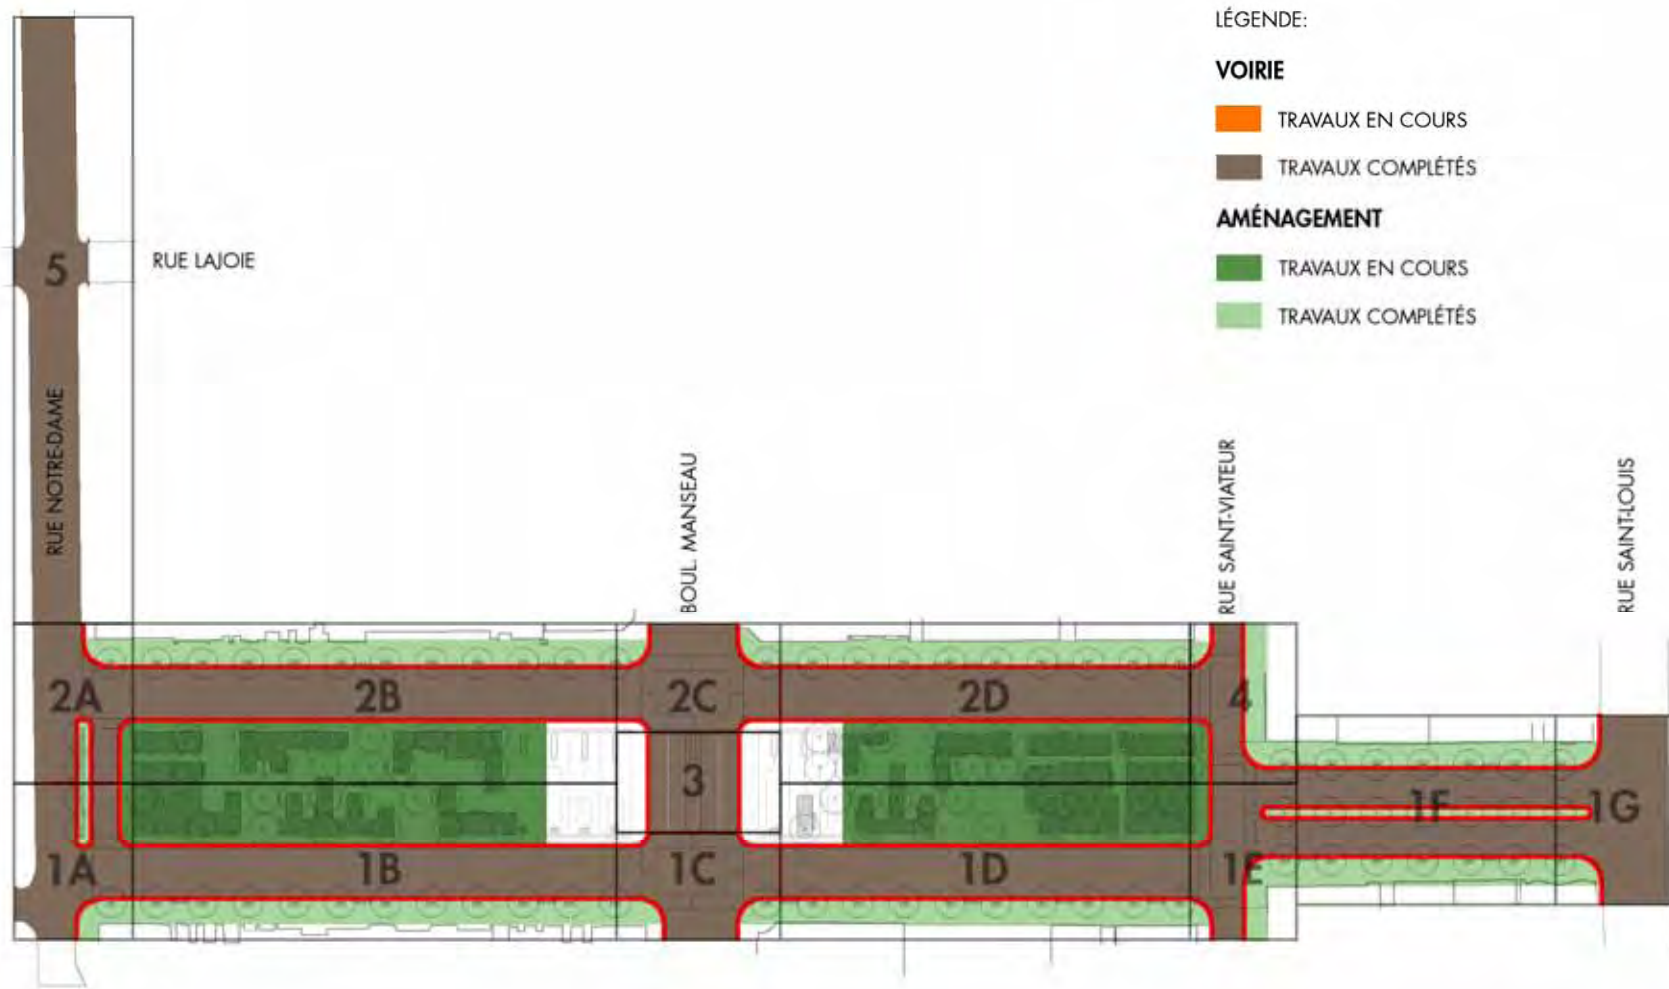 LÉGENDE:
VOIRIE
TRAVAUX EN COURS
TRAVAUX COMPLÉTÉS
AMÉNAGEMENT
TRAVAUX EN COURS
TRAVAUX COMPLÉTÉS
5
RUE LAJOIE
RUE NOTRE-DAME
BOUL. MANSEAU
RUE SAINT-VIATEUR
RUE SAINT-LOUIS
2A
2B
2C
2D
4
3
1F
1G
1A
1B
1C
1D
1E